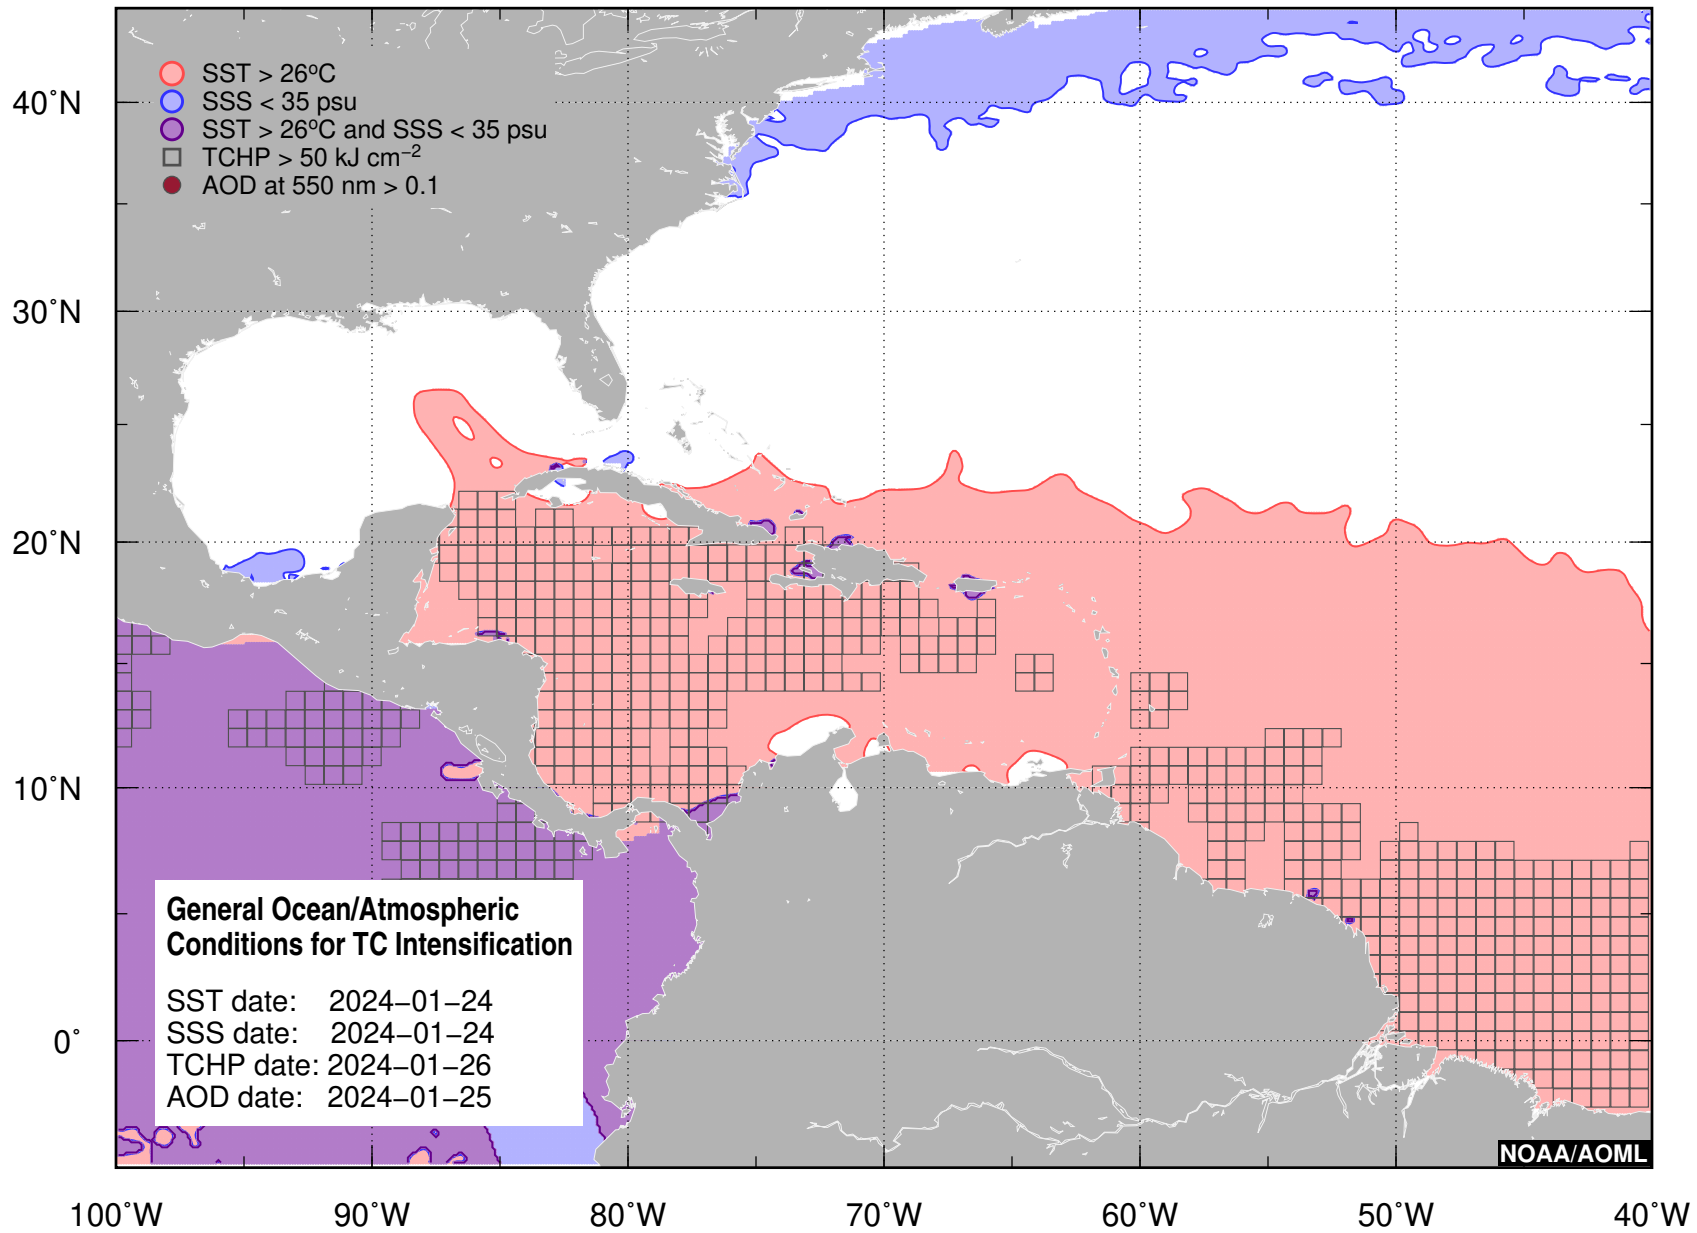 SST > 26°C
SSS < 35 psu
SST > 26°C and SSS < 35 psu
TCHP > 50 kJ cm−2
AOD at 550 nm > 0.1
40˚N
30˚N
20˚N
10˚N
0˚
General Ocean/Atmospheric
Conditions for TC Intensification
SST date: 2024−01−24
SSS date: 2024−01−24
TCHP date: 2024−01−26
AOD date: 2024−01−25
NOAA/AOML
100˚W 90˚W 80˚W 70˚W 60˚W 50˚W 40˚W